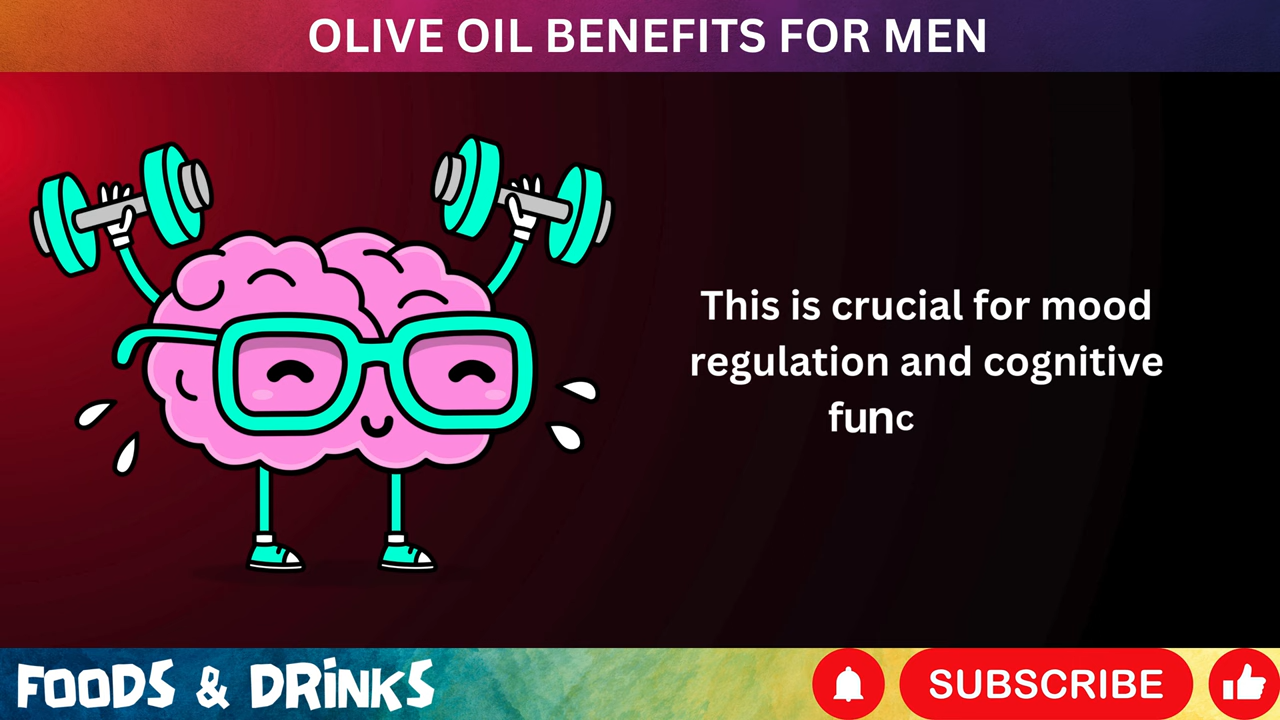 OLIVE OIL BENEFITS FOR MEN
This is crucial for mood
regulation and cognitive
func
FOODS & DRiNKS
SUBSCRIBE